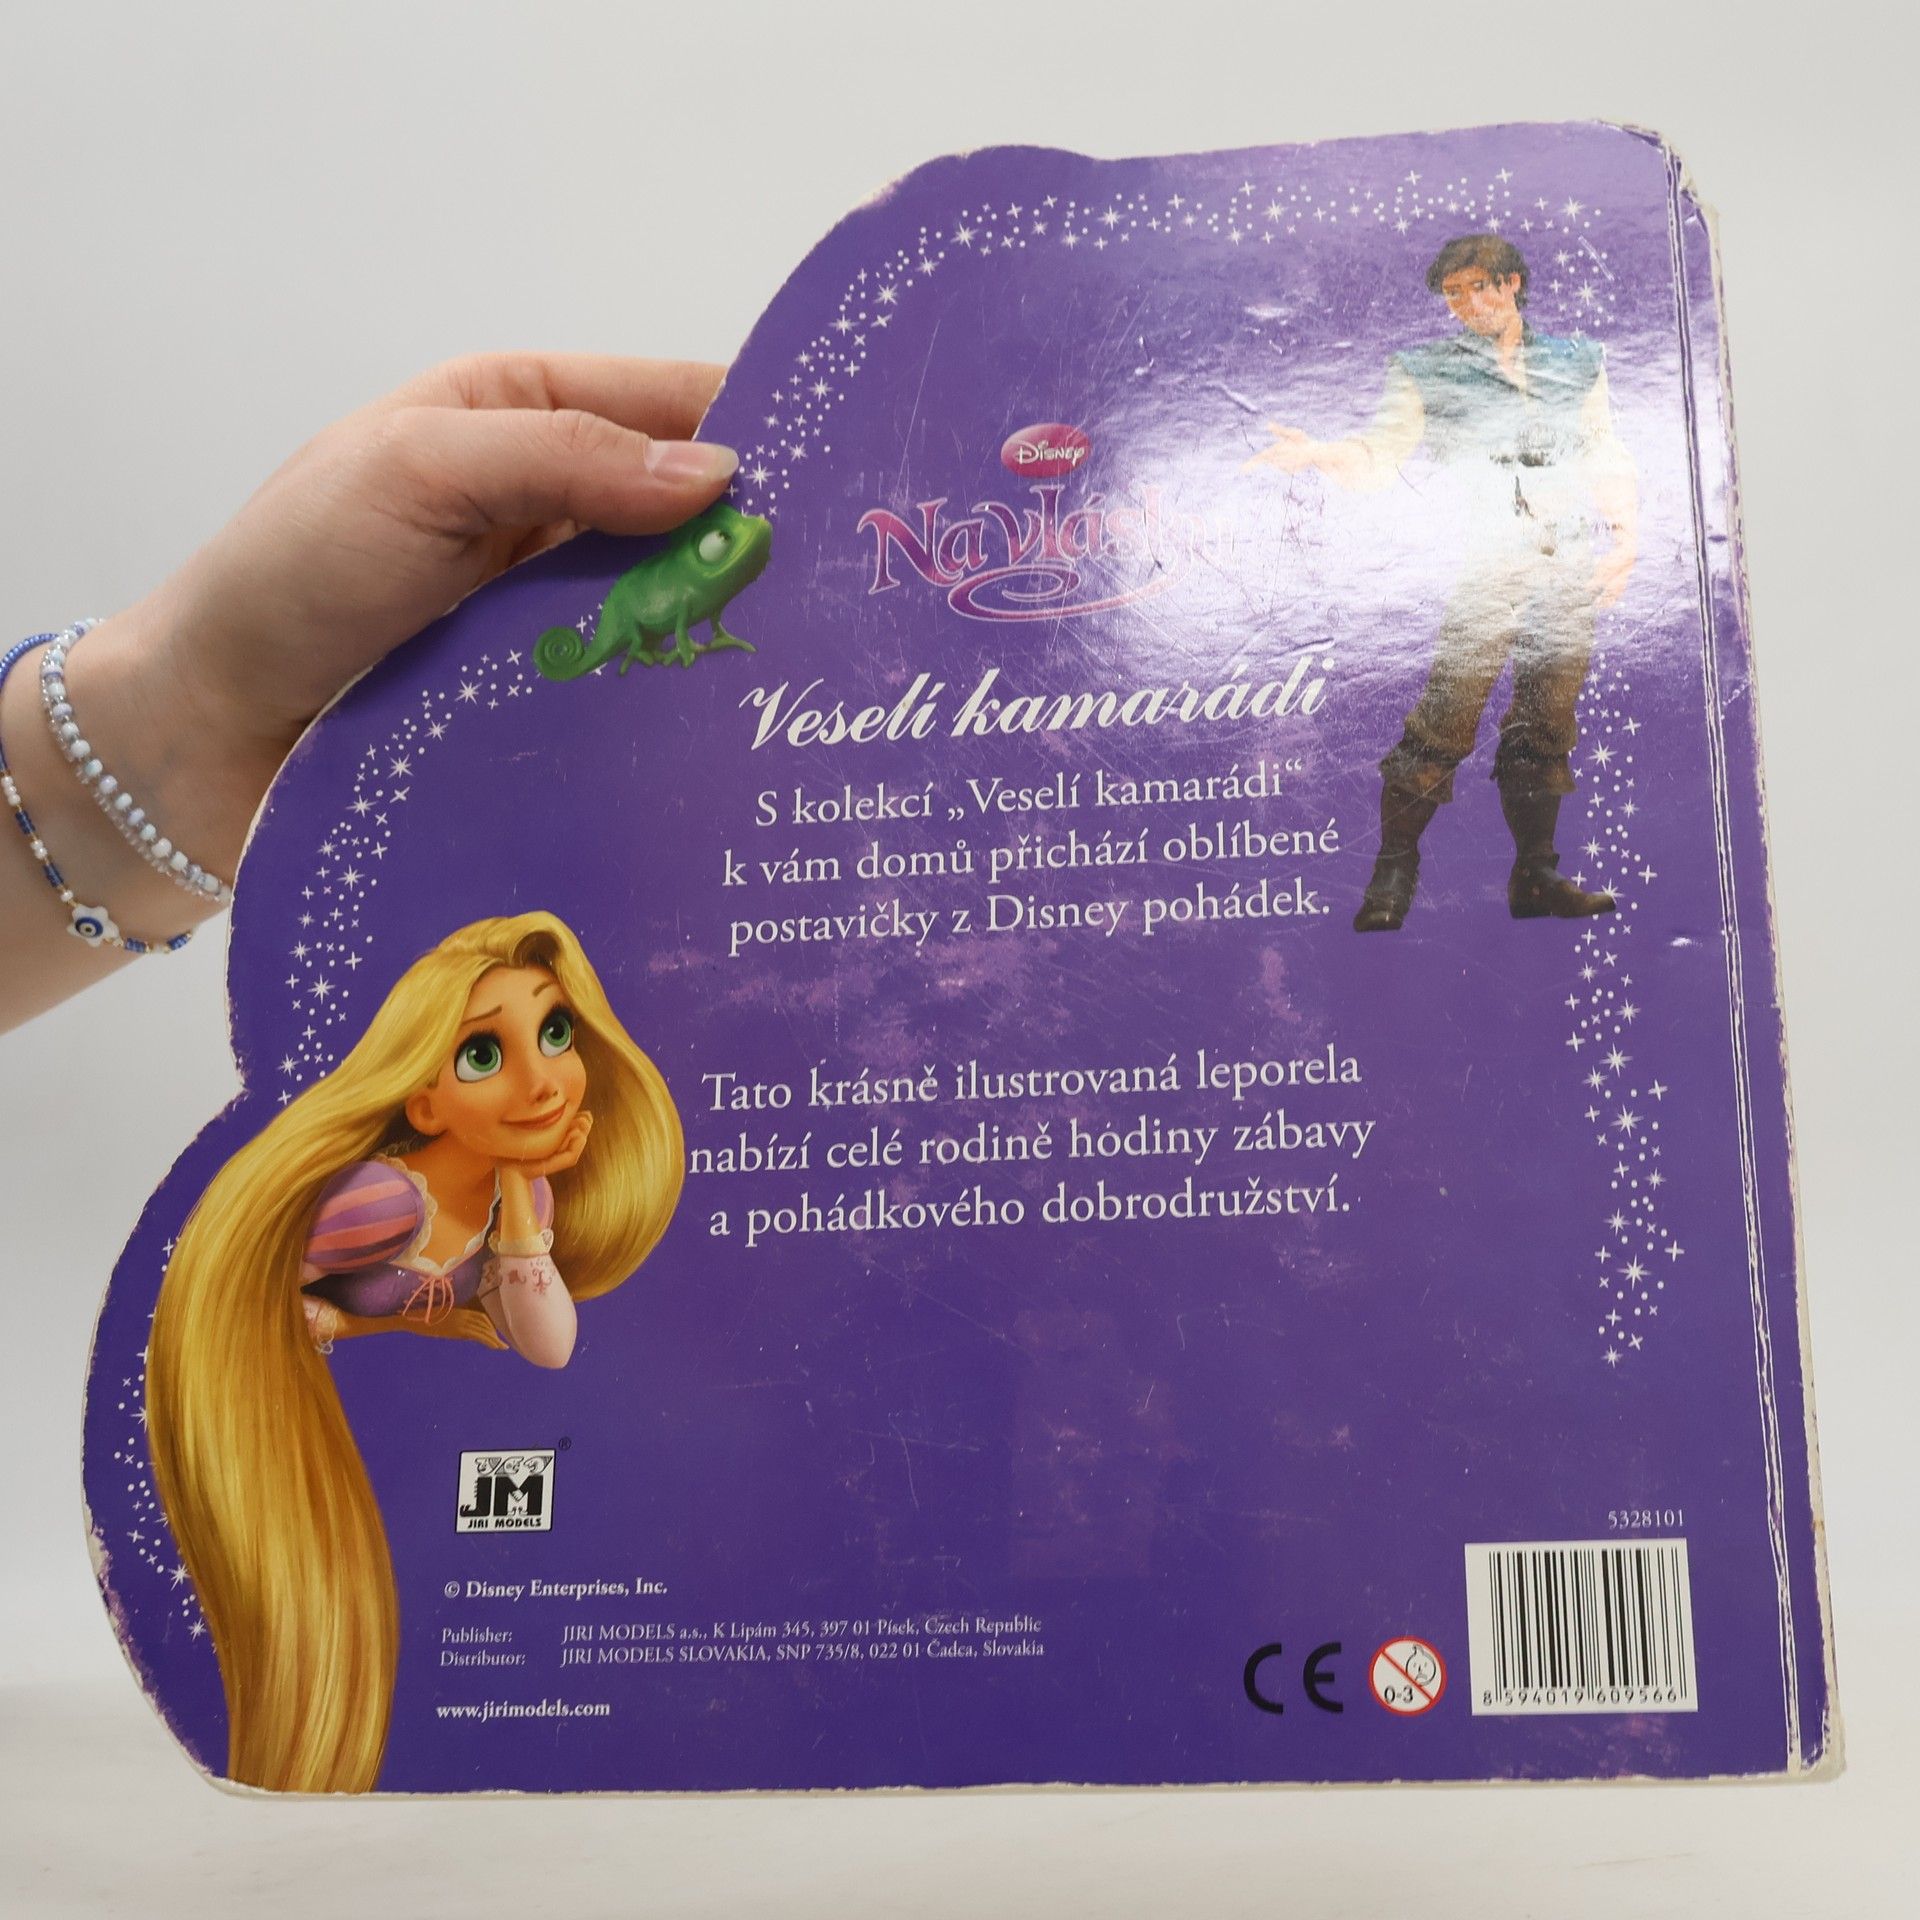 Disney
Na vlásku
Veselí kamarádi
S kolekcí „Veselí kamarádi“
k vám domů přichází oblíbené
postavičky z Disney pohádek.
Tato krásně ilustrovaná leporela
nabízí celé rodině hodiny zábavy
a pohádkového dobrodružství.
JM ®
JIRI MODELS
© Disney Enterprises, Inc.
Publisher: JIRI MODELS a.s., K Lipám 345, 397 01 Písek, Czech Republic
Distributor: JIRI MODELS SLOVAKIA, SNP 735/8, 022 01 Čadca, Slovakia
www.jirimodels.com
CE
0-3
5328101
8 594019 609566